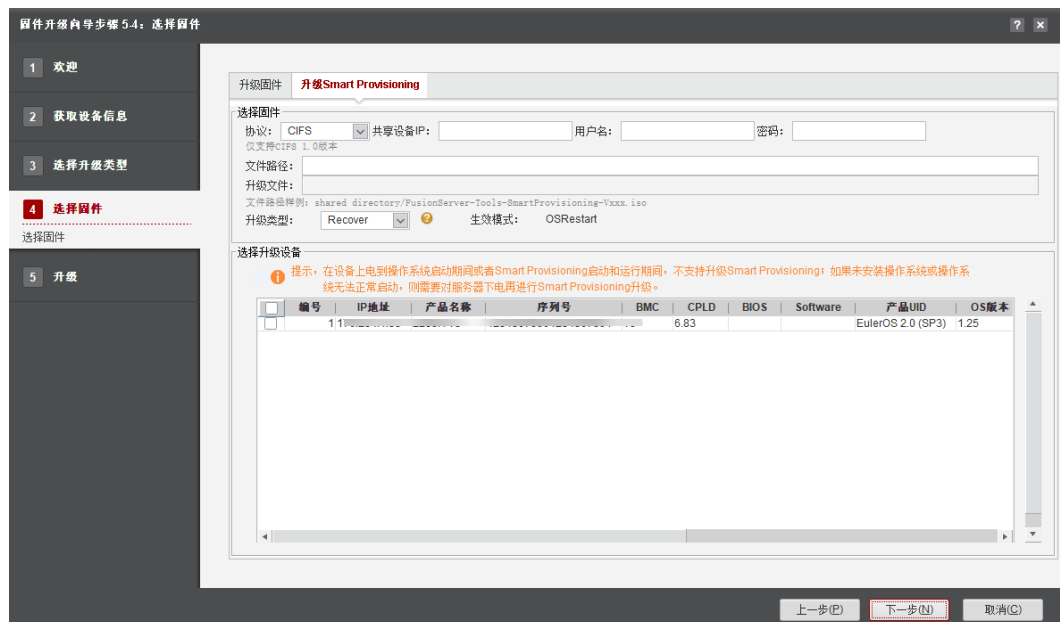 固件升级向导步骤 5-4：选择固件
? ×
1 欢迎
2 获取设备信息
3 选择升级类型
4 选择固件
选择固件
5 升级
升级固件 升级Smart Provisioning
选择固件
协议： CIFS 共享设备IP： 用户名： 密码：
仅支持CIFS 1.0版本
文件路径：
升级文件：
文件路径样例：shared directory/FusionServer-Tools-SmartProvisioning-Vxxx.iso
升级类型： Recover 生效模式： OSRestart
选择升级设备
提示，在设备上电到操作系统启动期间或者Smart Provisioning启动和运行期间，不支持升级Smart Provisioning；如果未安装操作系统或操作系
统无法正常启动，则需要对服务器下电再进行Smart Provisioning升级。
编号 IP地址 产品名称 序列号 BMC CPLD BIOS Software 产品UID OS版本
1 6.83 EulerOS 2.0 (SP3) 1.25
上一步(P) 下一步(N) 取消(C)